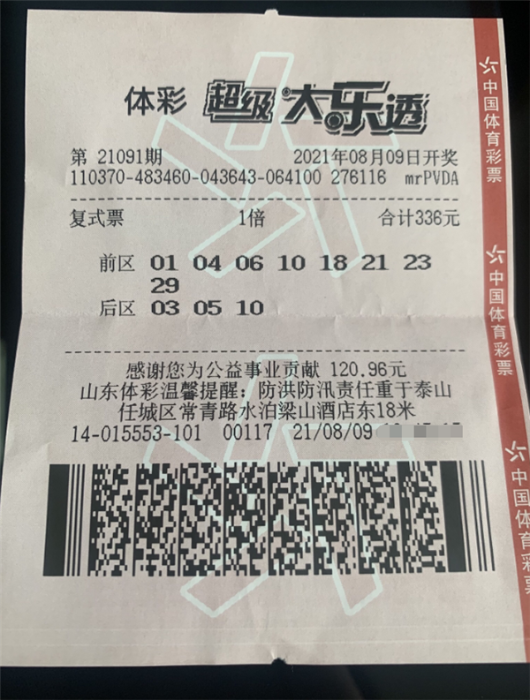 体彩 超级大乐透
第 21091期 2021年08月09日开奖
110370-483460-043643-064100 276116 mrPVDA
复式票 1倍 合计336元
前区 01 04 06 10 18 21 23
29
后区 03 05 10
感谢您为公益事业贡献 120.96元
山东体彩温馨提醒：防洪防汛责任重于泰山
任城区常青路水泊梁山酒店东18米
14-015553-101 00117 21/08/09
中国体育彩票
中国体育彩票
中国体育彩票